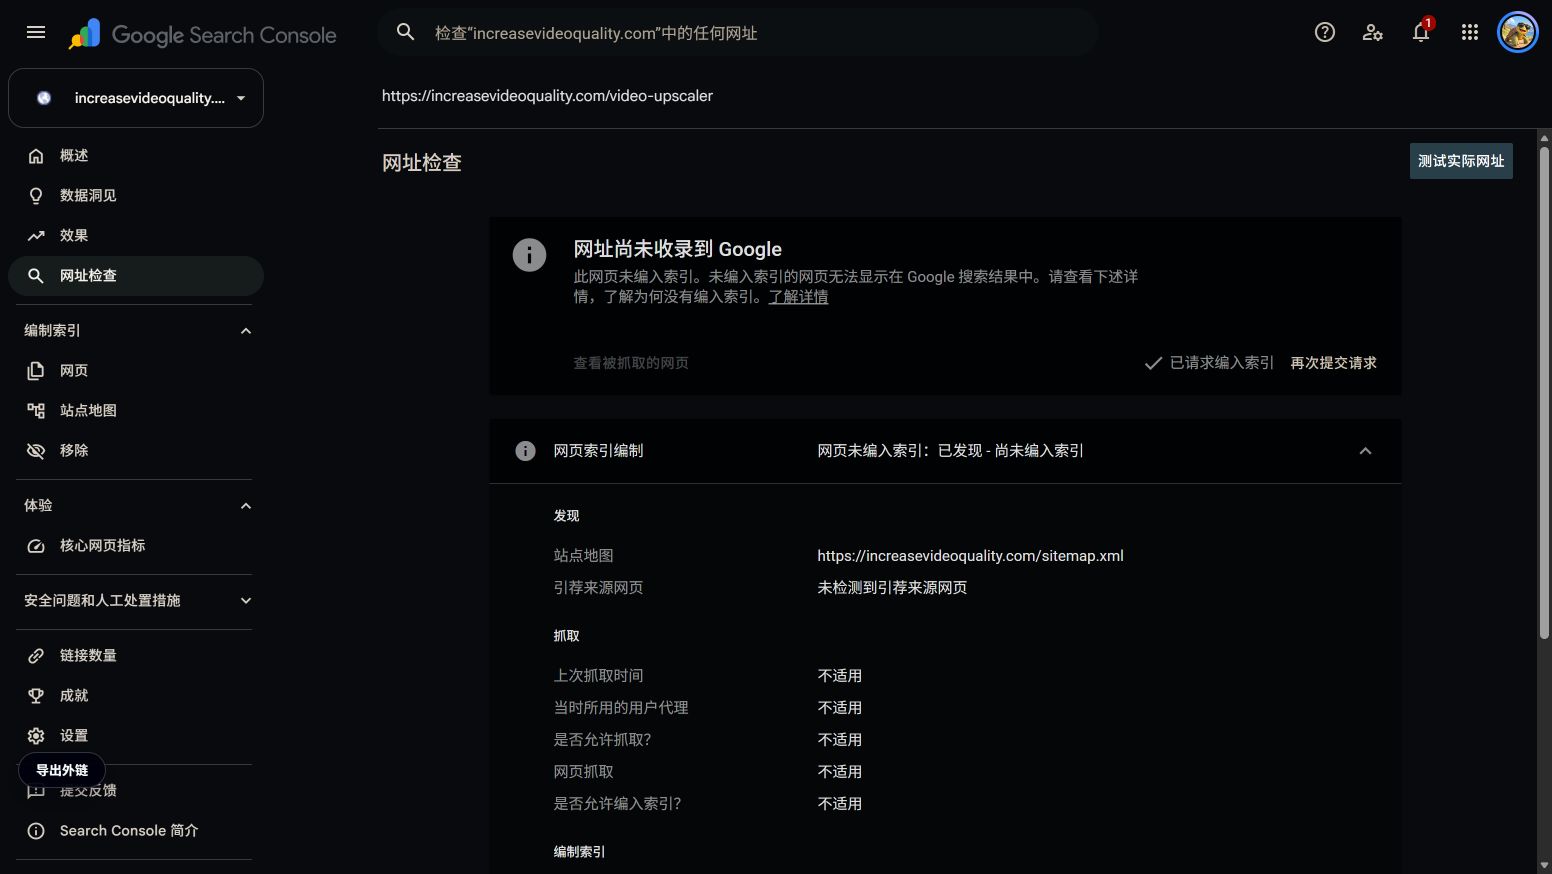 Google Search Console
检查“increasevideoquality.com”中的任何网址
1
increasevideoquality....
https://increasevideoquality.com/video-upscaler
概述
数据洞见
效果
网址检查
编制索引
网页
站点地图
移除
体验
核心网页指标
安全问题和人工处置措施
链接数量
成就
设置
导出外链
提交反馈
Search Console 简介
网址检查
测试实际网址
网址尚未收录到 Google
此网页未编入索引。未编入索引的网页无法显示在 Google 搜索结果中。请查看下述详
情，了解为何没有编入索引。了解详情
查看被抓取的网页
已请求编入索引
再次提交请求
网页索引编制
网页未编入索引：已发现 - 尚未编入索引
发现
站点地图
https://increasevideoquality.com/sitemap.xml
引荐来源网页
未检测到引荐来源网页
抓取
上次抓取时间
不适用
当时所用的用户代理
不适用
是否允许抓取？
不适用
网页抓取
不适用
是否允许编入索引？
不适用
编制索引